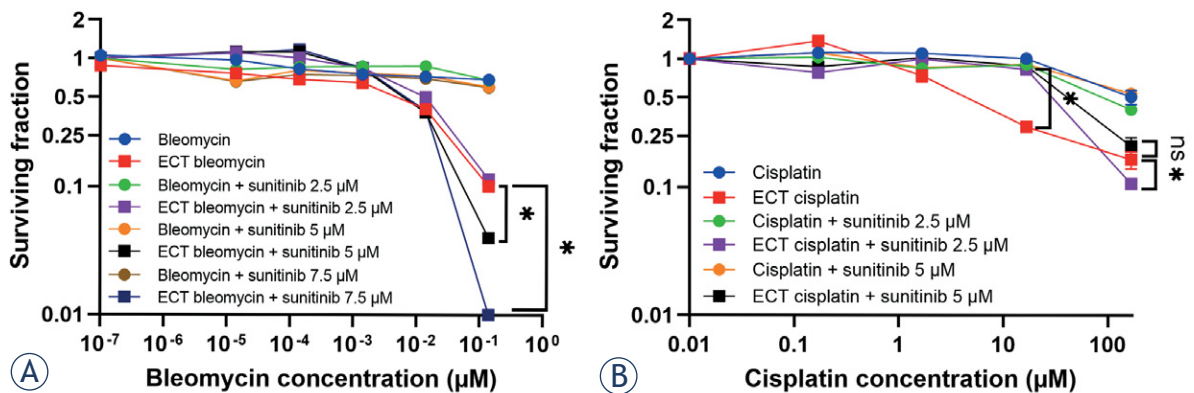 2
1
0.5
0.25
0.1
0.01
Surviving fraction
Bleomycin
ECT bleomycin
Bleomycin + sunitinib 2.5 µM
ECT bleomycin + sunitinib 2.5 µM
Bleomycin + sunitinib 5 µM
ECT bleomycin + sunitinib 5 µM
Bleomycin + sunitinib 7.5 µM
ECT bleomycin + sunitinib 7.5 µM
*
*
10⁻⁷ 10⁻⁶ 10⁻⁵ 10⁻⁴ 10⁻³ 10⁻² 10⁻¹ 10⁰
Bleomycin concentration (µM)
A
2
1
0.5
0.25
0.1
0.01
Surviving fraction
Cisplatin
ECT cisplatin
Cisplatin + sunitinib 2.5 µM
ECT cisplatin + sunitinib 2.5 µM
Cisplatin + sunitinib 5 µM
ECT cisplatin + sunitinib 5 µM
*
ns
*
0.01 0.1 1 10 100
Cisplatin concentration (µM)
B